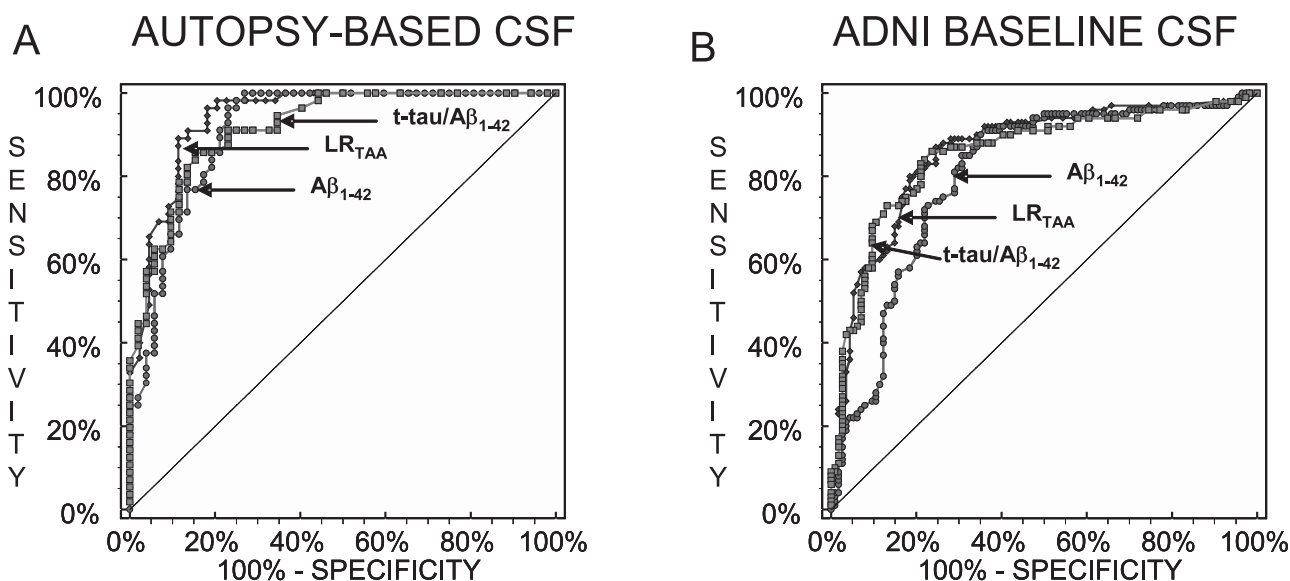 A
AUTOPSY-BASED CSF
100%
80%
60%
40%
20%
0%
SENSITIVITY
t-tau/Aβ1-42
LRTAA
Aβ1-42
0% 20% 40% 60% 80% 100%
100% - SPECIFICITY
B
ADNI BASELINE CSF
100%
80%
60%
40%
20%
0%
SENSITIVITY
Aβ1-42
LRTAA
t-tau/Aβ1-42
0% 20% 40% 60% 80% 100%
100% - SPECIFICITY